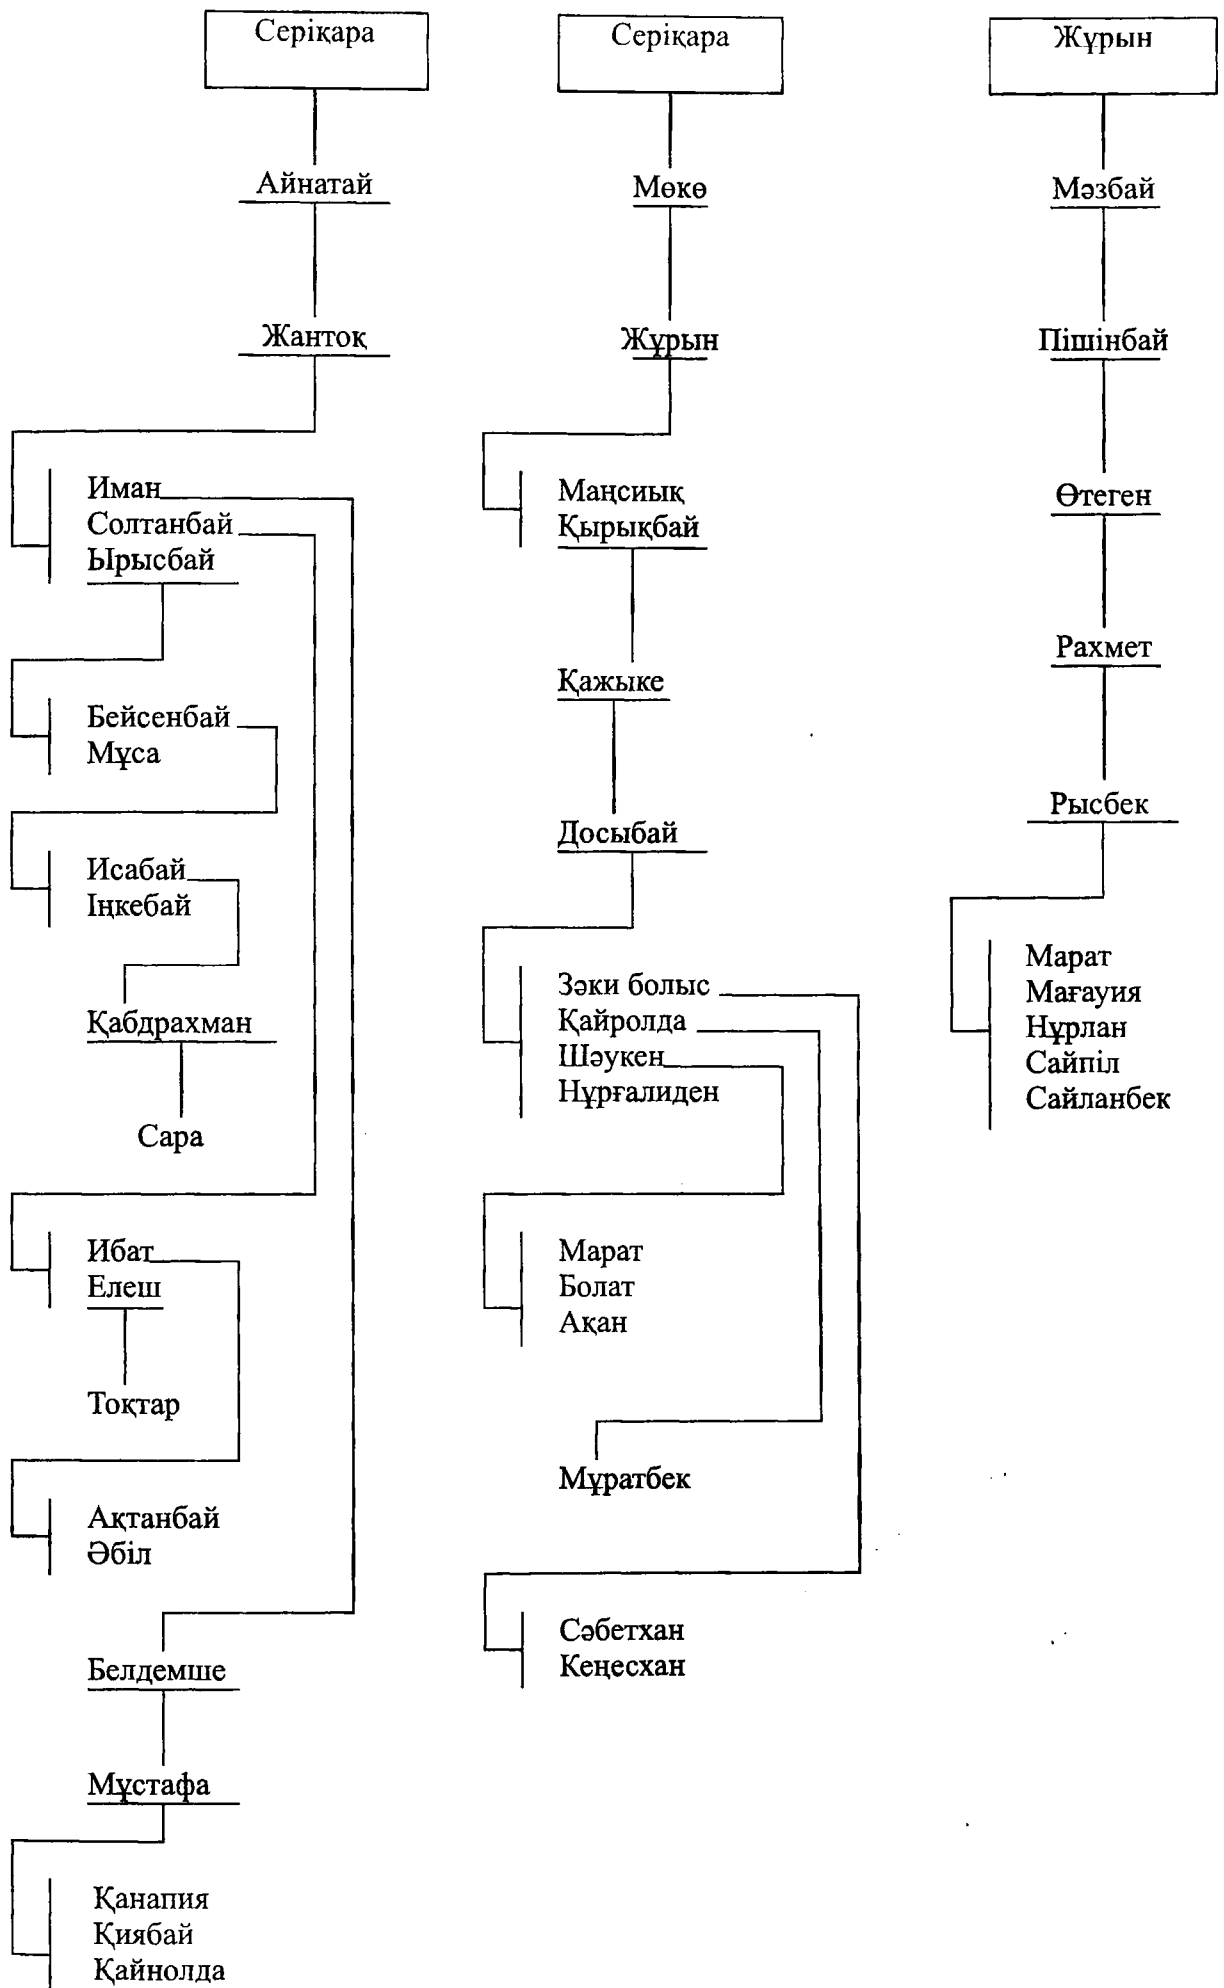 Серіқара
Айнатай
Жантоқ
Иман
Солтанбай
Ырысбай
Бейсенбай
Мұса
Исабай
Іңкебай
Қабдрахман
Сара
Ибат
Елеш
Тоқтар
Ақтанбай
Әбіл
Белдемше
Мұстафа
Қанапия
Қиябай
Қайнолда
Серіқара
Мөкө
Жұрын
Маңсиық
Қырықбай
Қажыке
Досыбай
Зәки болыс
Қайролда
Шәукен
Нұрғалиден
Марат
Болат
Ақан
Мұратбек
Сәбетхан
Кеңесхан
Жұрын
Мәзбай
Пішінбай
Өтеген
Рахмет
Рысбек
Марат
Мағауия
Нұрлан
Сайпіл
Сайланбек